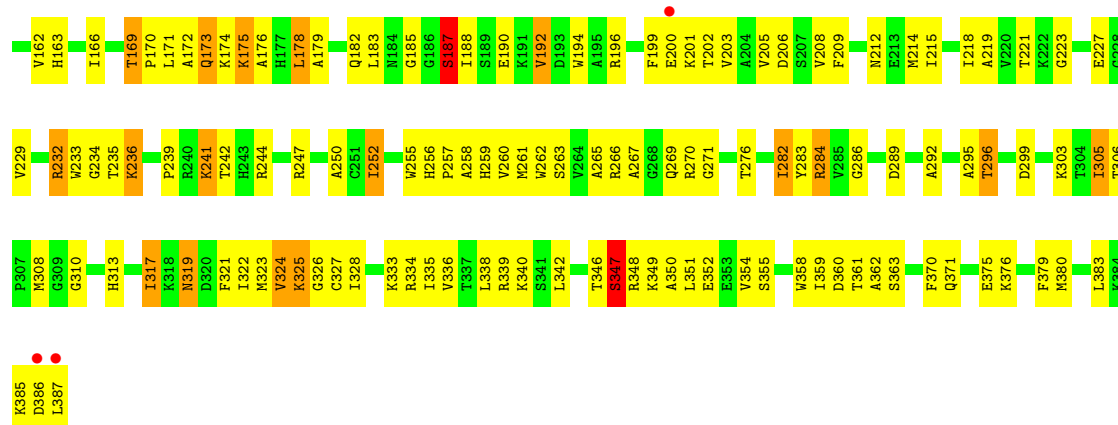 V162 H163 I166 T169 P170 L171 A172 Q173 K174 K175 A176 H177 L178 A179 Q182 L183 N184 G185 G186 S187 I188 S189 E190 K191 V192 D193 W194 A195 R196 F199 E200 K201 T202 V203 A204 V205 D206 S207 V208 F209 N212 E213 M214 I215 I218 A219 V220 T221 K222 G223 E227 G228
V229 R232 W233 G234 T235 K236 P239 R240 K241 T242 H243 R244 R247 A250 C251 I252 W255 H256 P257 A258 H259 V260 M261 W262 S263 V264 A265 R266 A267 G268 Q269 R270 G271 T276 I282 Y283 R284 V285 G286 D289 A292 A295 T296 D299 K303 T304 I305 T306
P307 M308 G309 G310 H313 I317 K318 N319 D320 F321 I322 M323 V324 K325 G326 C327 I328 K333 R334 I335 V336 T337 L338 R339 K340 S341 L342 T346 S347 R348 K349 A350 L351 E352 E353 V354 S355 W358 I359 D360 T361 A362 S363 F370 Q371 E375 K376 F379 M380 L383 K384
K385 D386 L387